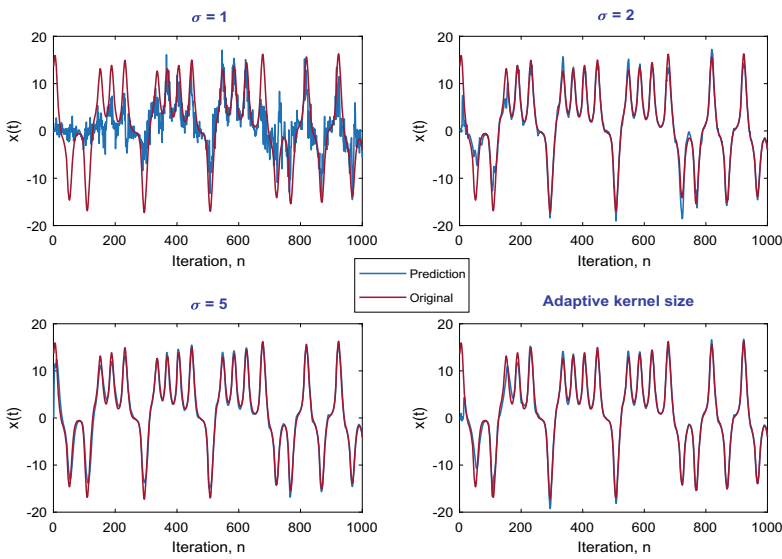 σ = 1
20
10
0
-10
-20
x(t)
0 200 400 600 800 1000
Iteration, n
σ = 2
20
10
0
-10
-20
x(t)
0 200 400 600 800 1000
Iteration, n
Prediction
Original
σ = 5
20
10
0
-10
-20
x(t)
0 200 400 600 800 1000
Iteration, n
Adaptive kernel size
20
10
0
-10
-20
x(t)
0 200 400 600 800 1000
Iteration, n